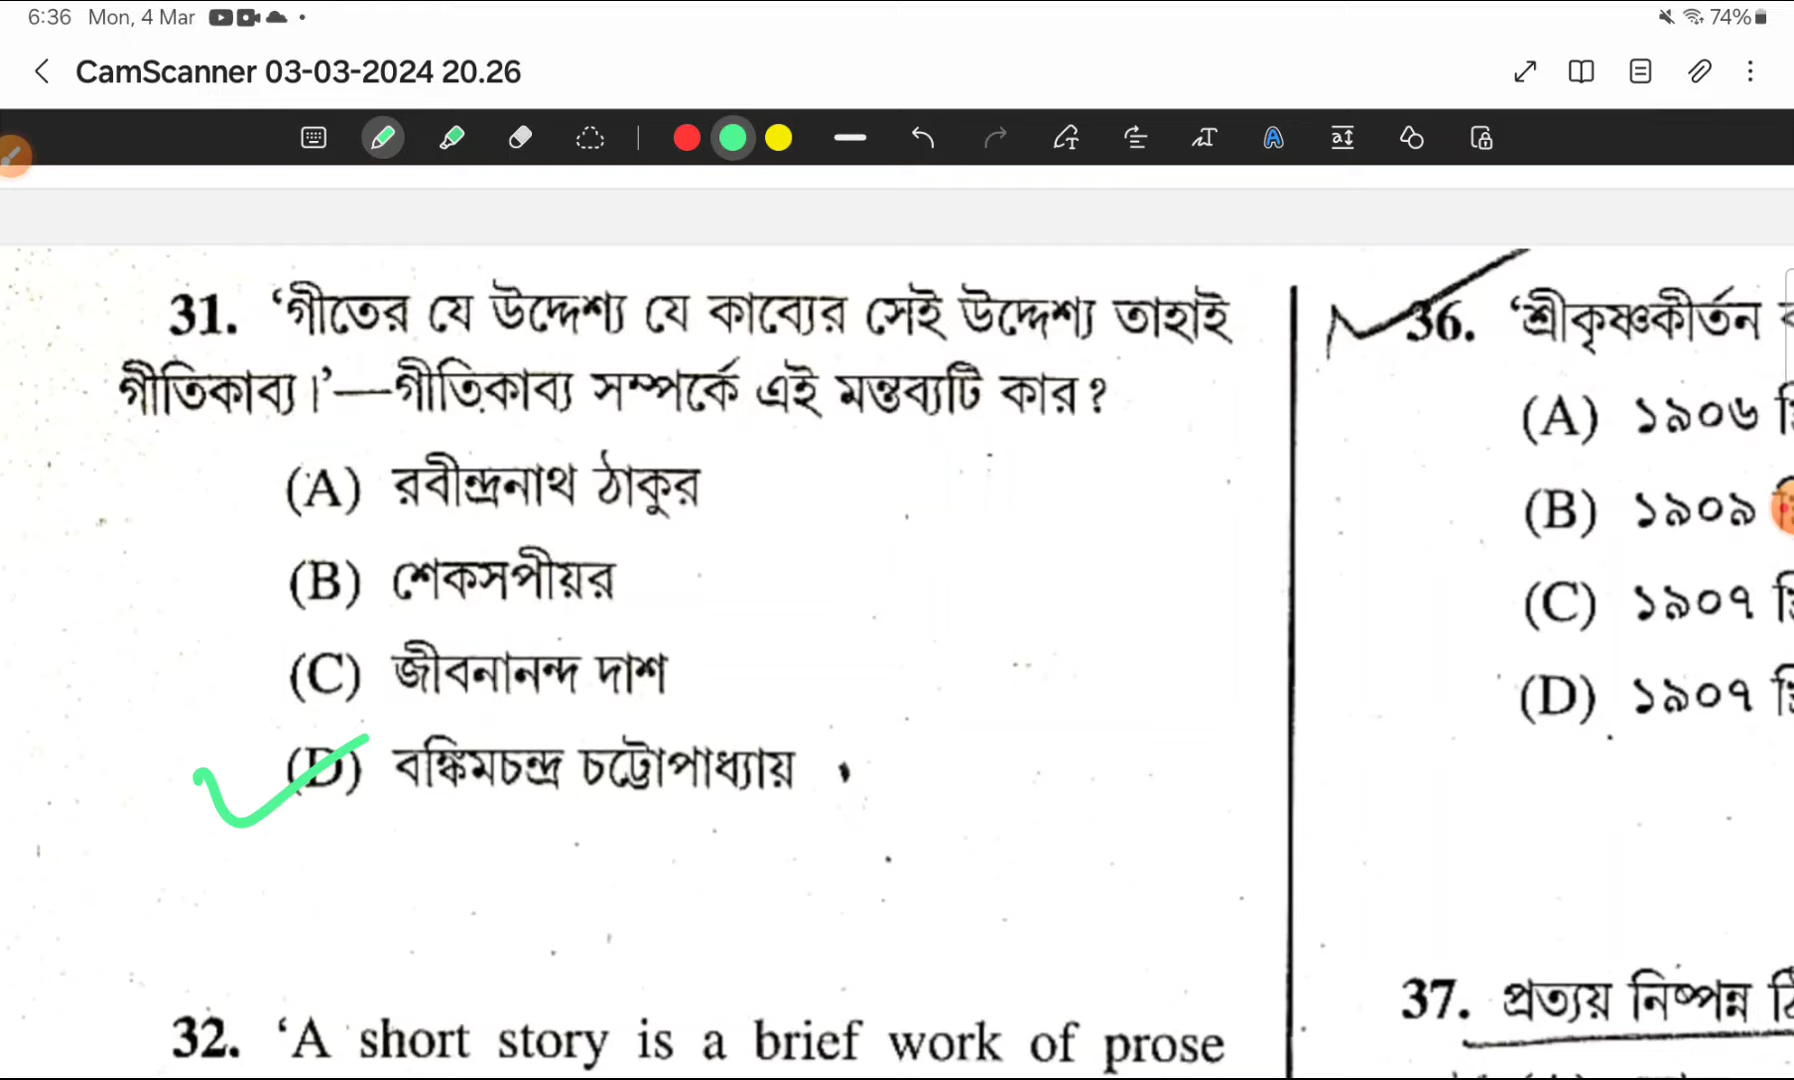 6:36 Mon, 4 Mar
74%
CamScanner 03-03-2024 20.26
31. ‘গীতের যে উদ্দেশ্য যে কাব্যের সেই উদ্দেশ্য তাহাই
গীতিকাব্য।’—গীতিকাব্য সম্পর্কে এই মন্তব্যটি কার?
(A) রবীন্দ্রনাথ ঠাকুর
(B) শেকসপীয়র
(C) জীবনানন্দ দাশ
(D) বঙ্কিমচন্দ্র চট্টোপাধ্যায়
32. ‘A short story is a brief work of prose
36. ‘শ্রীকৃষ্ণকীর্তন
(A) ১৯০৬
(B) ১৯০৯
(C) ১৯০৭
(D) ১৯০৭
37. প্রত্যয় নিষ্পন্ন